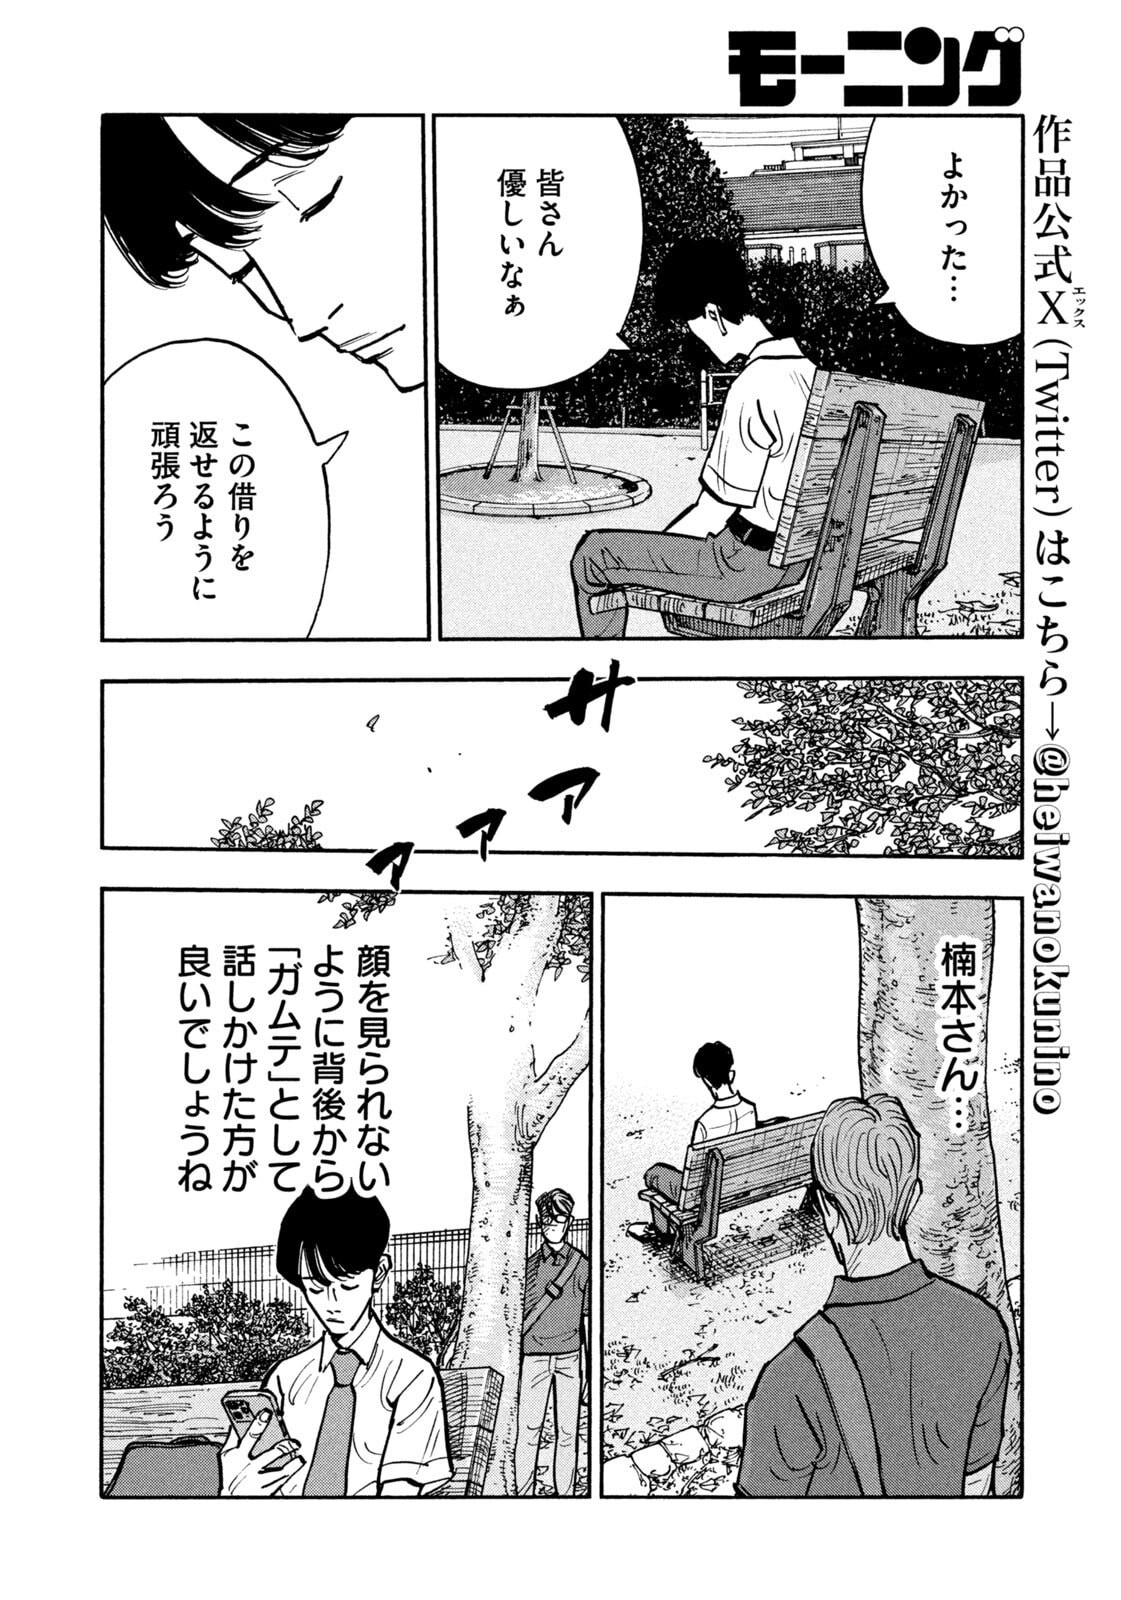 モーニング
作品公式X(Twitter)はこちら→@heiwanokunino
エックス
よかった…
皆さん
優しいなぁ
この借りを
返せるように
頑張ろう
サァァァ
楠本さん…
顔を見られない
ように背後から
「ガムテ」として
話しかけた方が
良いでしょうね